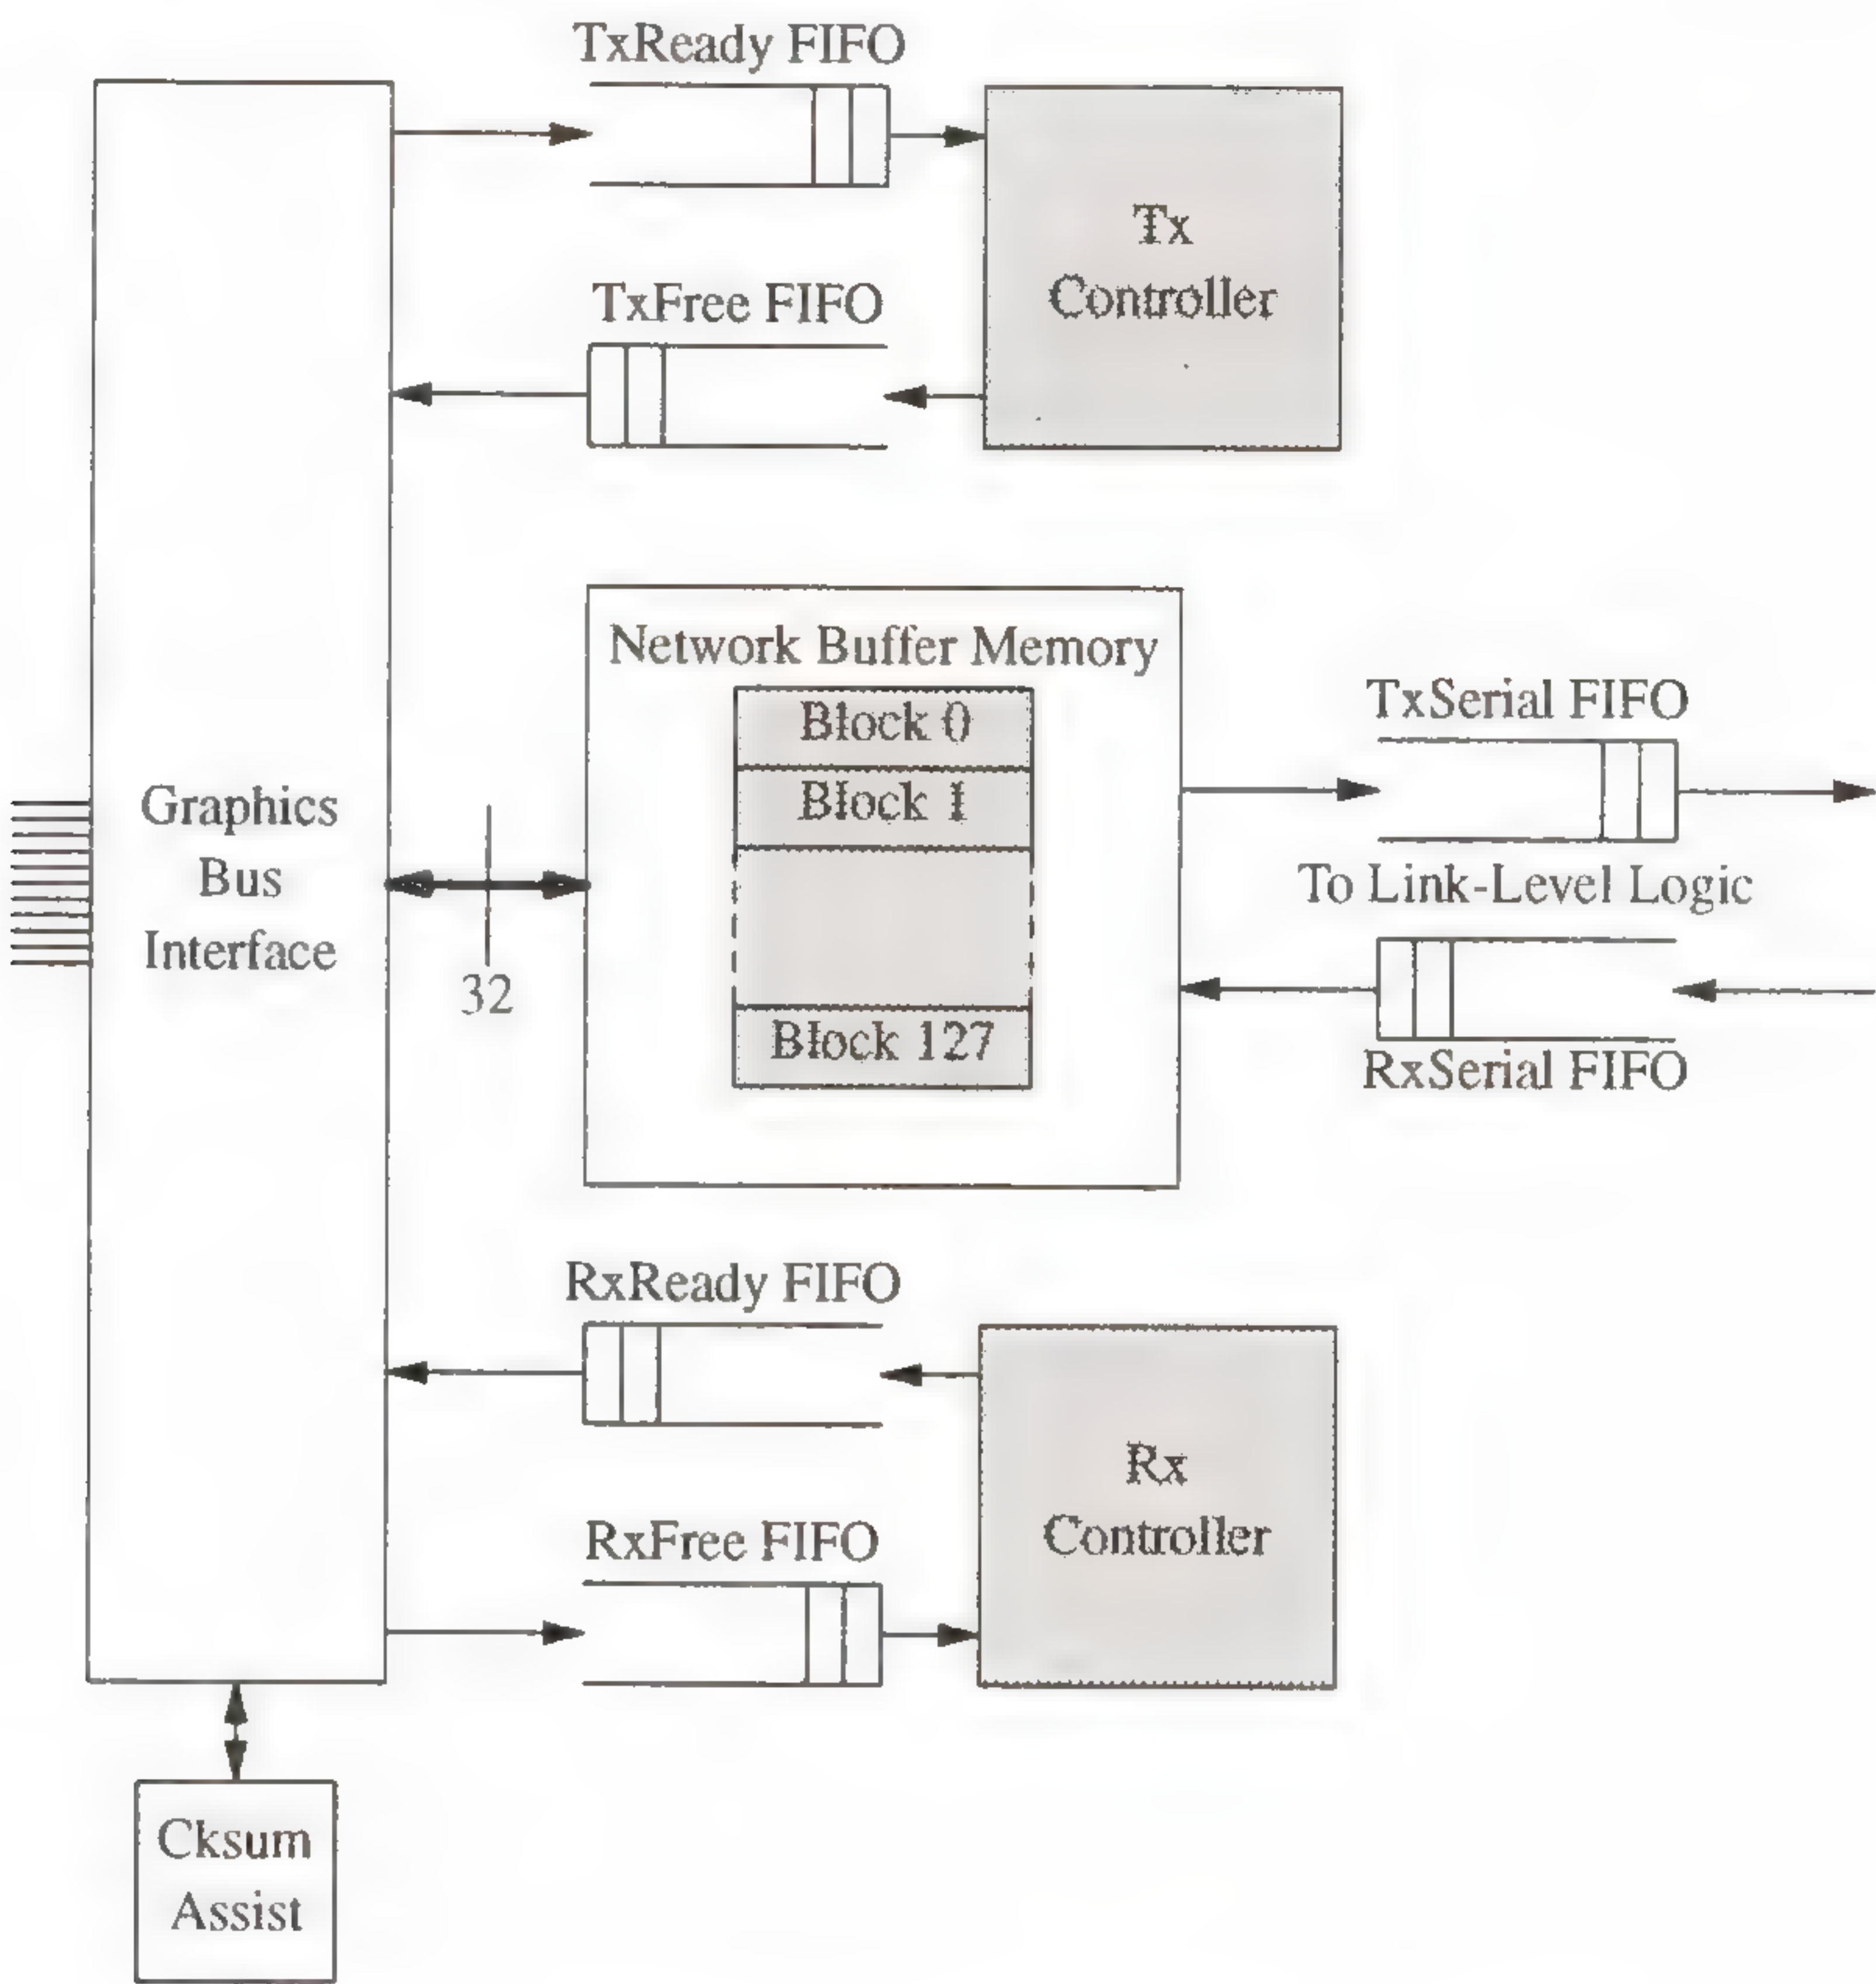 TxReady FIFO
Tx
Controller
TxFree FIFO
Network Buffer Memory
Block 0
Block 1
Block 127
TxSerial FIFO
To Link-Level Logic
RxSerial FIFO
Graphics
Bus
Interface
32
RxReady FIFO
Rx
Controller
RxFree FIFO
Cksum
Assist